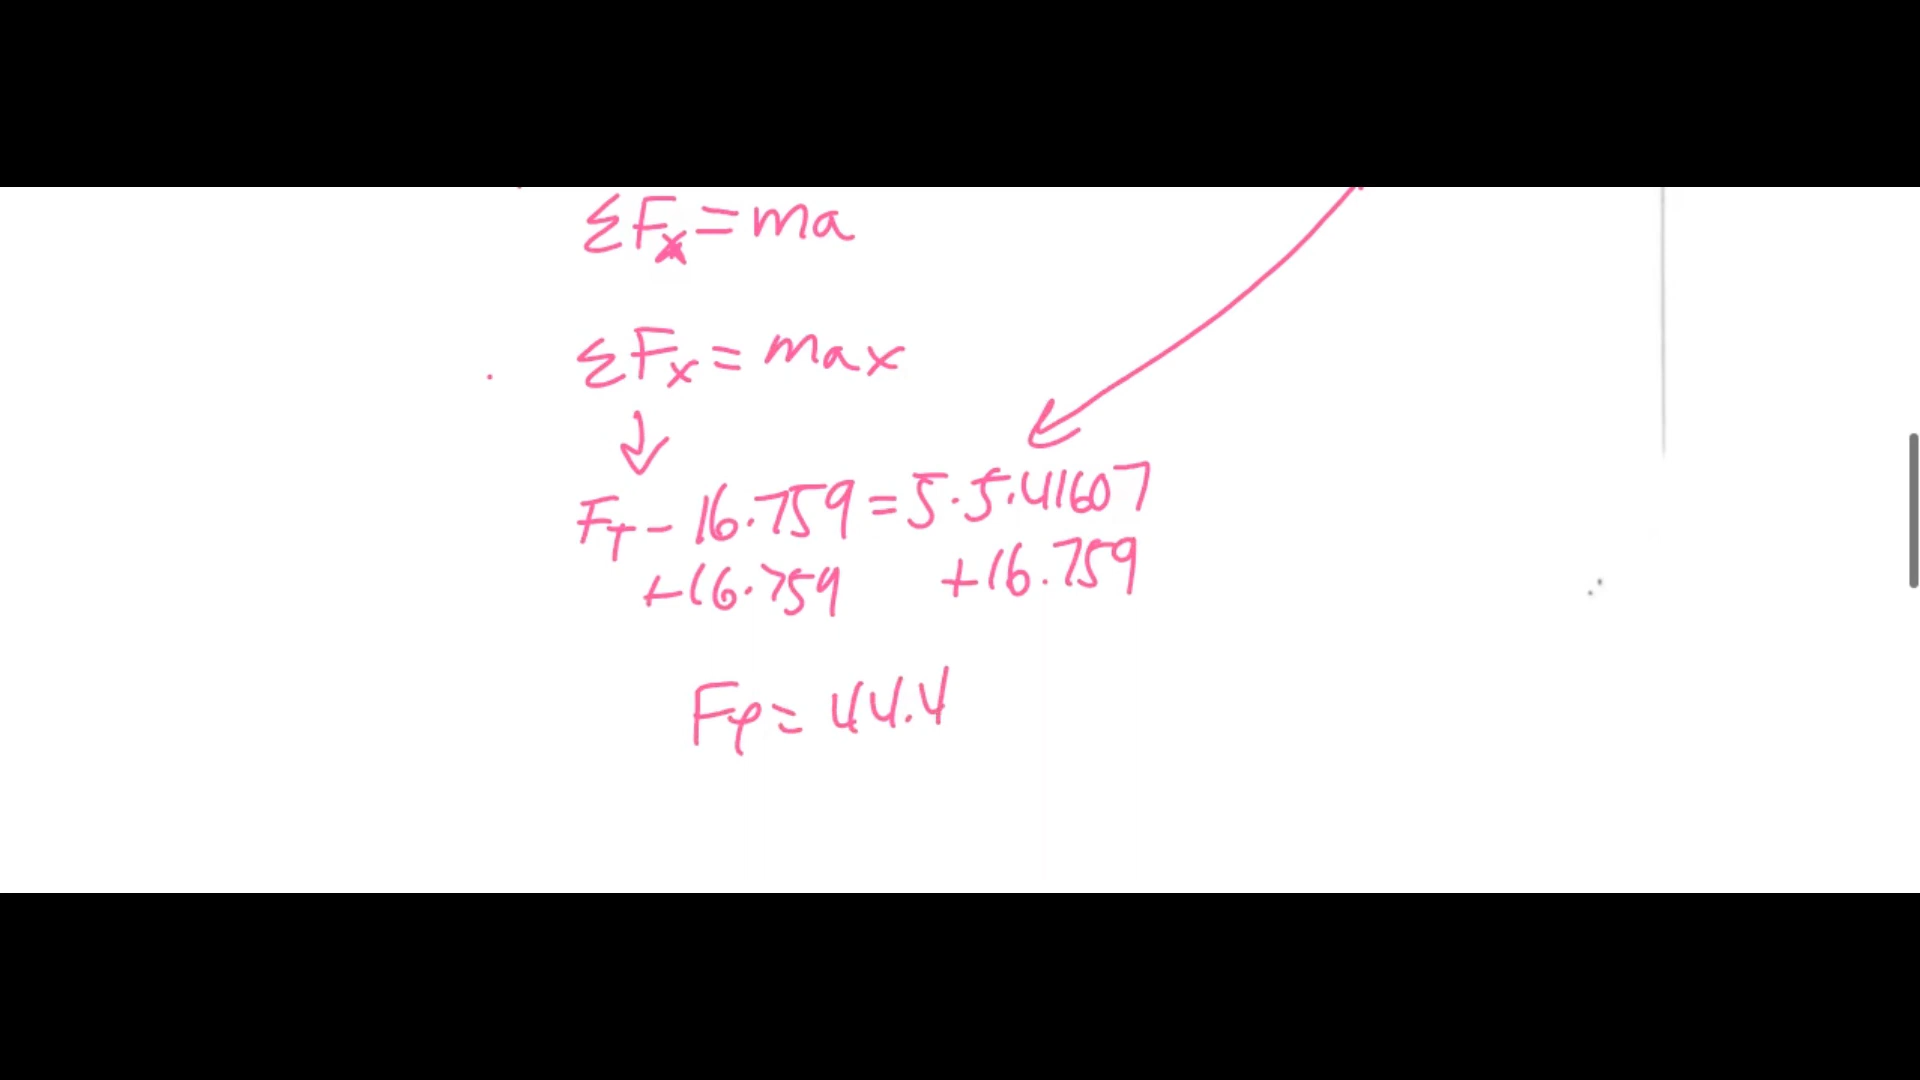 ΣFx=ma
ΣFx=max
↓
FT-16.759=5·5.41607
+16.759 +16.759
FT=44.4